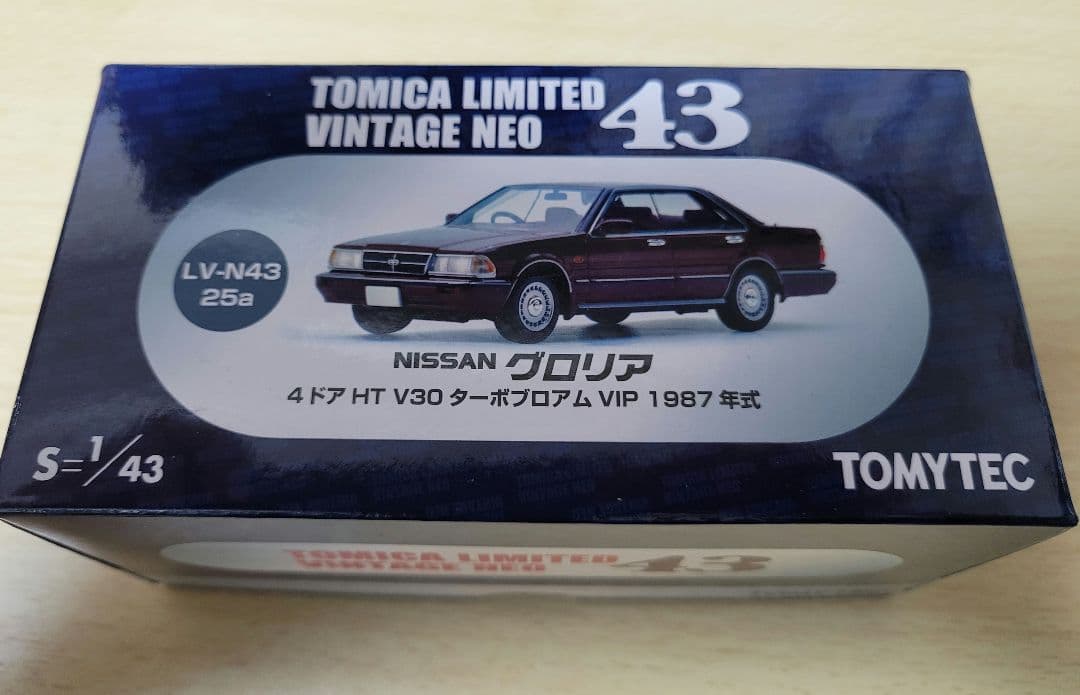 TOMICA LIMITED
VINTAGE NEO 43
LV-N43
25a
NISSAN グロリア
4ドア HT V30 ターボブロアム VIP 1987 年式
S=1/43
TOMYTEC
TOMICA LIMITED
VINTAGE NEO 43